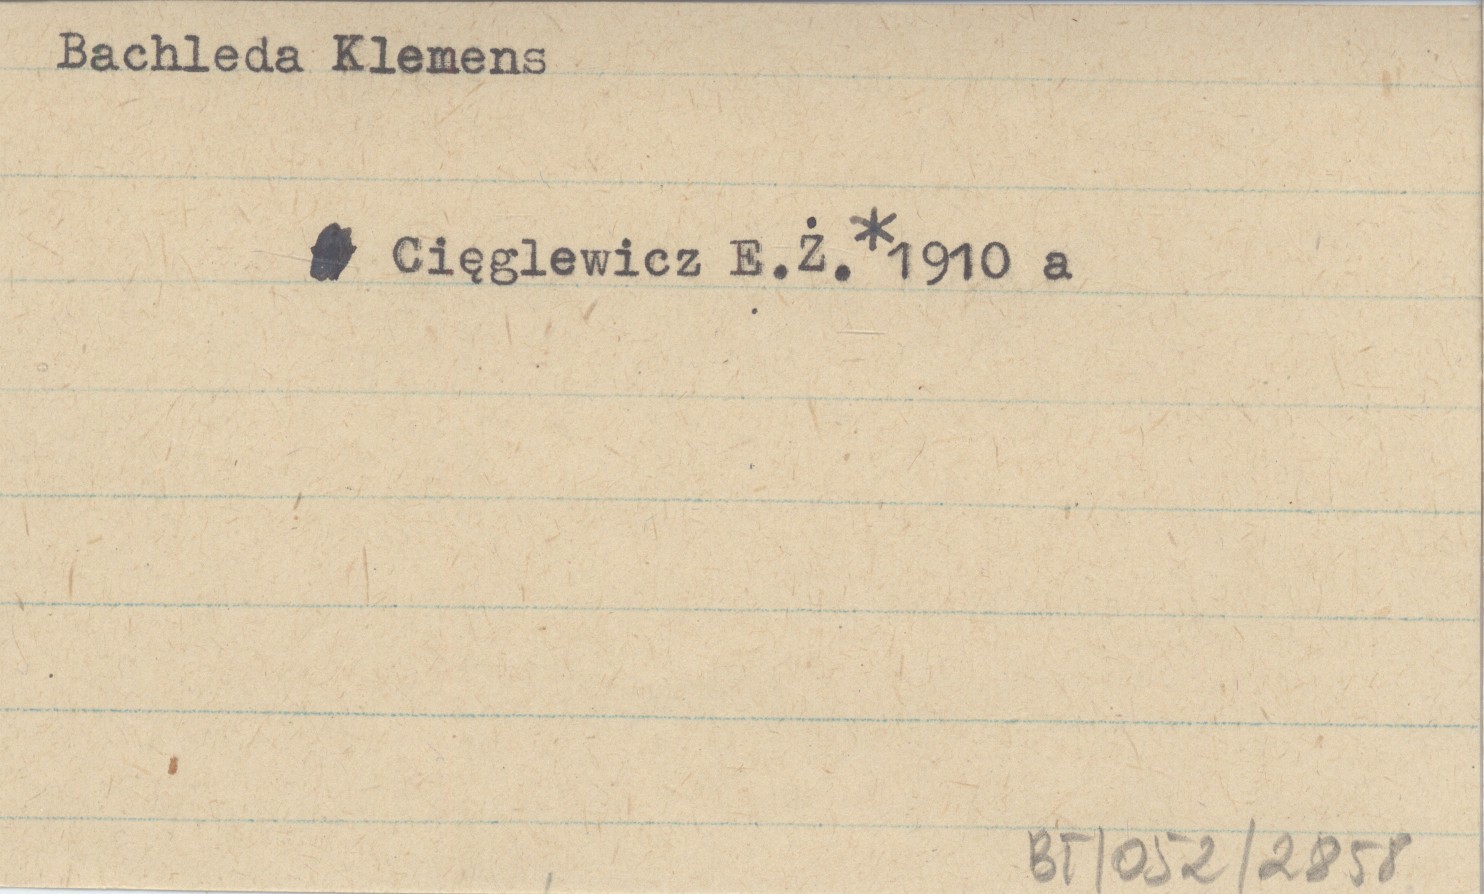 Bachleda Klemens
Cięglewicz E.Ż.*1910 a
BT/052/2858